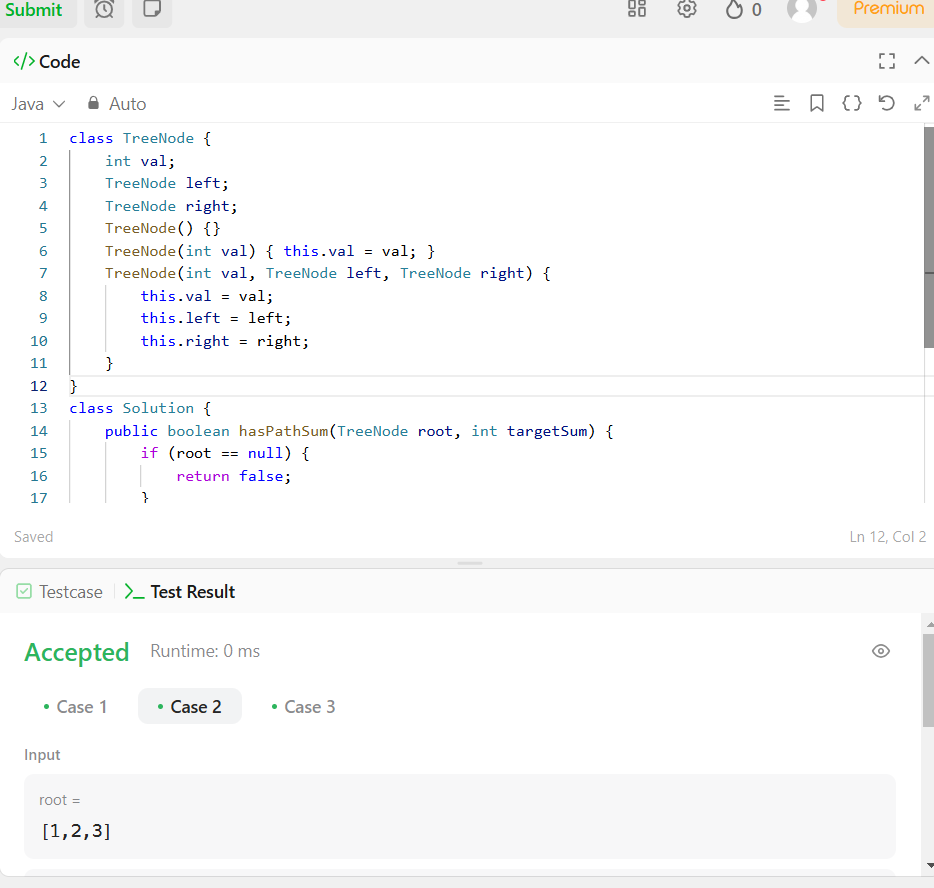 Submit
0
Premium
</> Code
Java Auto
1 class TreeNode {
2 int val;
3 TreeNode left;
4 TreeNode right;
5 TreeNode() {}
6 TreeNode(int val) { this.val = val; }
7 TreeNode(int val, TreeNode left, TreeNode right) {
8 this.val = val;
9 this.left = left;
10 this.right = right;
11 }
12 }
13 class Solution {
14 public boolean hasPathSum(TreeNode root, int targetSum) {
15 if (root == null) {
16 return false;
17 }
Saved
Ln 12, Col 2
Testcase
Test Result
Accepted Runtime: 0 ms
Case 1 Case 2 Case 3
Input
root =
[1,2,3]